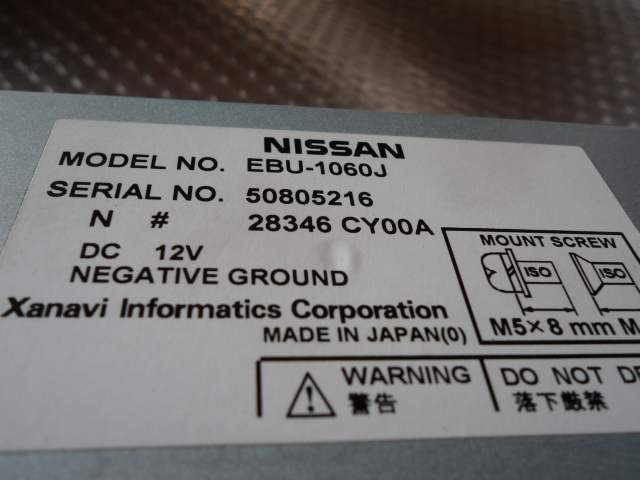 NISSAN
MODEL NO. EBU-1060J
SERIAL NO. 50805216
N # 28346 CY00A
DC 12V
NEGATIVE GROUND
Xanavi Informatics Corporation
MADE IN JAPAN(0)
MOUNT SCREW
ISO ISO
M5×8 mm M
WARNING
警告
DO NOT
落下厳禁